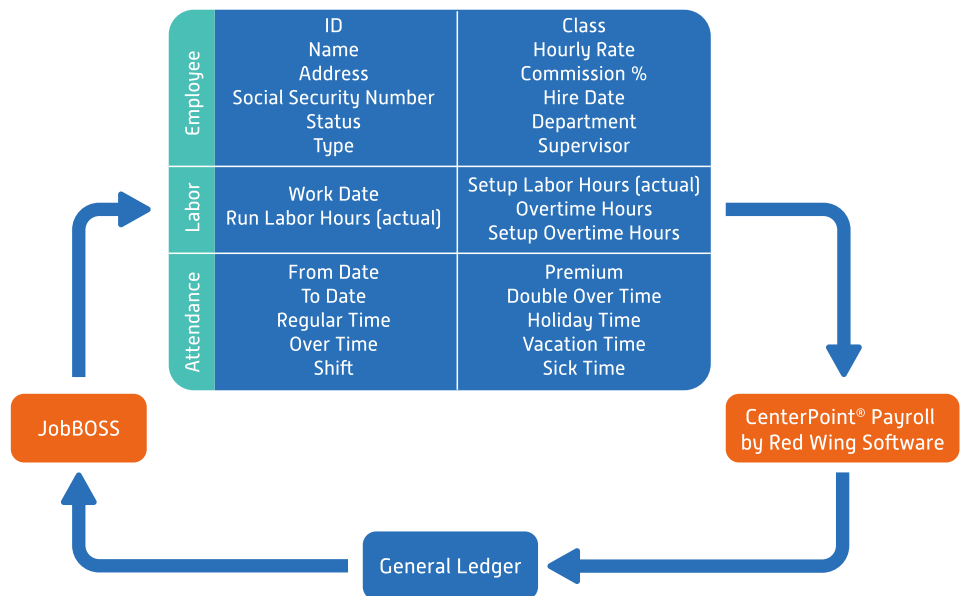 Employee
ID
Name
Address
Social Security Number
Status
Type
Class
Hourly Rate
Commission %
Hire Date
Department
Supervisor
Labor
Work Date
Run Labor Hours (actual)
Setup Labor Hours (actual)
Overtime Hours
Setup Overtime Hours
Attendance
From Date
To Date
Regular Time
Over Time
Shift
Premium
Double Over Time
Holiday Time
Vacation Time
Sick Time
JobBOSS
CenterPoint® Payroll
by Red Wing Software
General Ledger